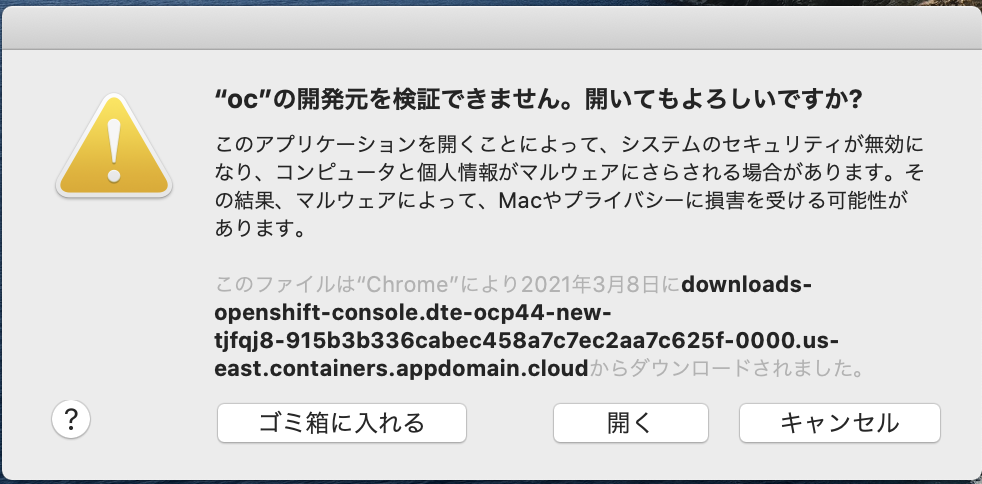 “oc”の開発元を検証できません。開いてもよろしいですか?
このアプリケーションを開くことによって、システムのセキュリティが無効に
なり、コンピュータと個人情報がマルウェアにさらされる場合があります。そ
の結果、マルウェアによって、Macやプライバシーに損害を受ける可能性が
あります。
このファイルは“Chrome”により2021年3月8日にdownloads-
openshift-console.dte-ocp44-new-
tjfqj8-915b3b336cabec458a7c7ec2aa7c625f-0000.us-
east.containers.appdomain.cloudからダウンロードされました。
?
ゴミ箱に入れる
開く
キャンセル